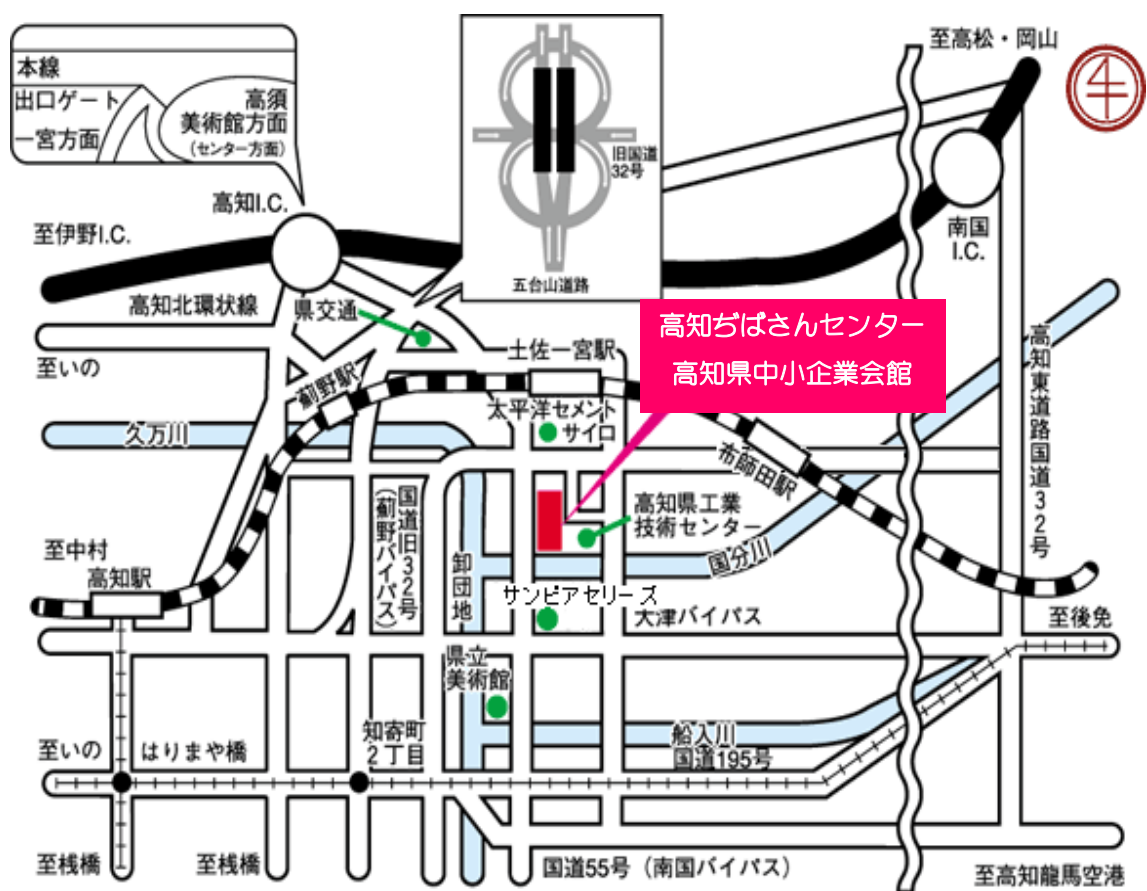 本線
出口ゲート
一宮方面
高須
美術館方面
(センター方面)
旧国道
32号
五台山道路
至高松・岡山
高知I.C.
至伊野I.C.
南国
I.C.
高知北環状線
県交通
至いの
薊野駅
土佐一宮駅
高知ぢばさんセンター
高知県中小企業会館
高知東道路国道32号
太平洋セメント
サイロ
久万川
布師田駅
国道旧32号
(薊野バイパス)
高知県工業
技術センター
至中村
高知駅
卸団地
国分川
サンピアセリーズ
大津バイパス
至後免
県立
美術館
至いの
はりまや橋
知寄町
2丁目
船入川
国道195号
至桟橋
至桟橋
国道55号(南国バイパス)
至高知龍馬空港